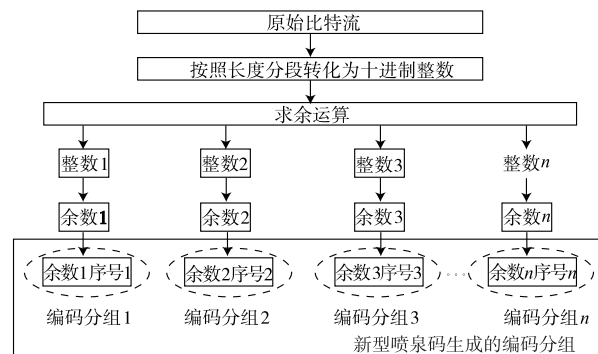 原始比特流
按照长度分段转化为十进制整数
求余运算
整数1 整数2 整数3 整数n
余数1 余数2 余数3 余数n
余数1序号1 余数2序号2 余数3序号3 ··· 余数n序号n
编码分组1 编码分组2 编码分组3 编码分组n
新型喷泉码生成的编码分组